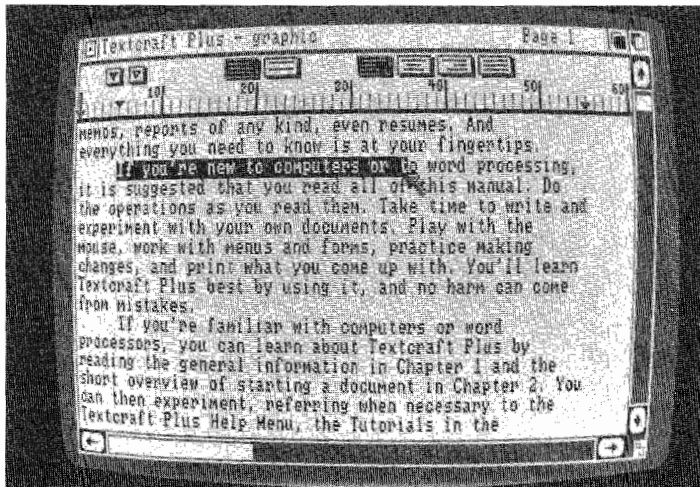 Textcraft Plus - graphic Page 1
10 20 30 40 50 60
memos, reports of any kind, even resumes. And
everything you need to know is at your fingertips.
If you're new to computers or to word processing,
it is suggested that you read all of this manual. Do
the operations as you read them. Take time to write and
experiment with your own documents. Play with the
mouse, work with menus and forms, practice making
changes, and print what you come up with. You'll learn
Textcraft Plus best by using it, and no harm can come
from mistakes.
If you're familiar with computers or word
processors, you can learn about Textcraft Plus by
reading the general information in Chapter 1 and the
short overview of starting a document in Chapter 2. You
can then experiment, referring when necessary to the
Textcraft Plus Help Menu, the Tutorials in the